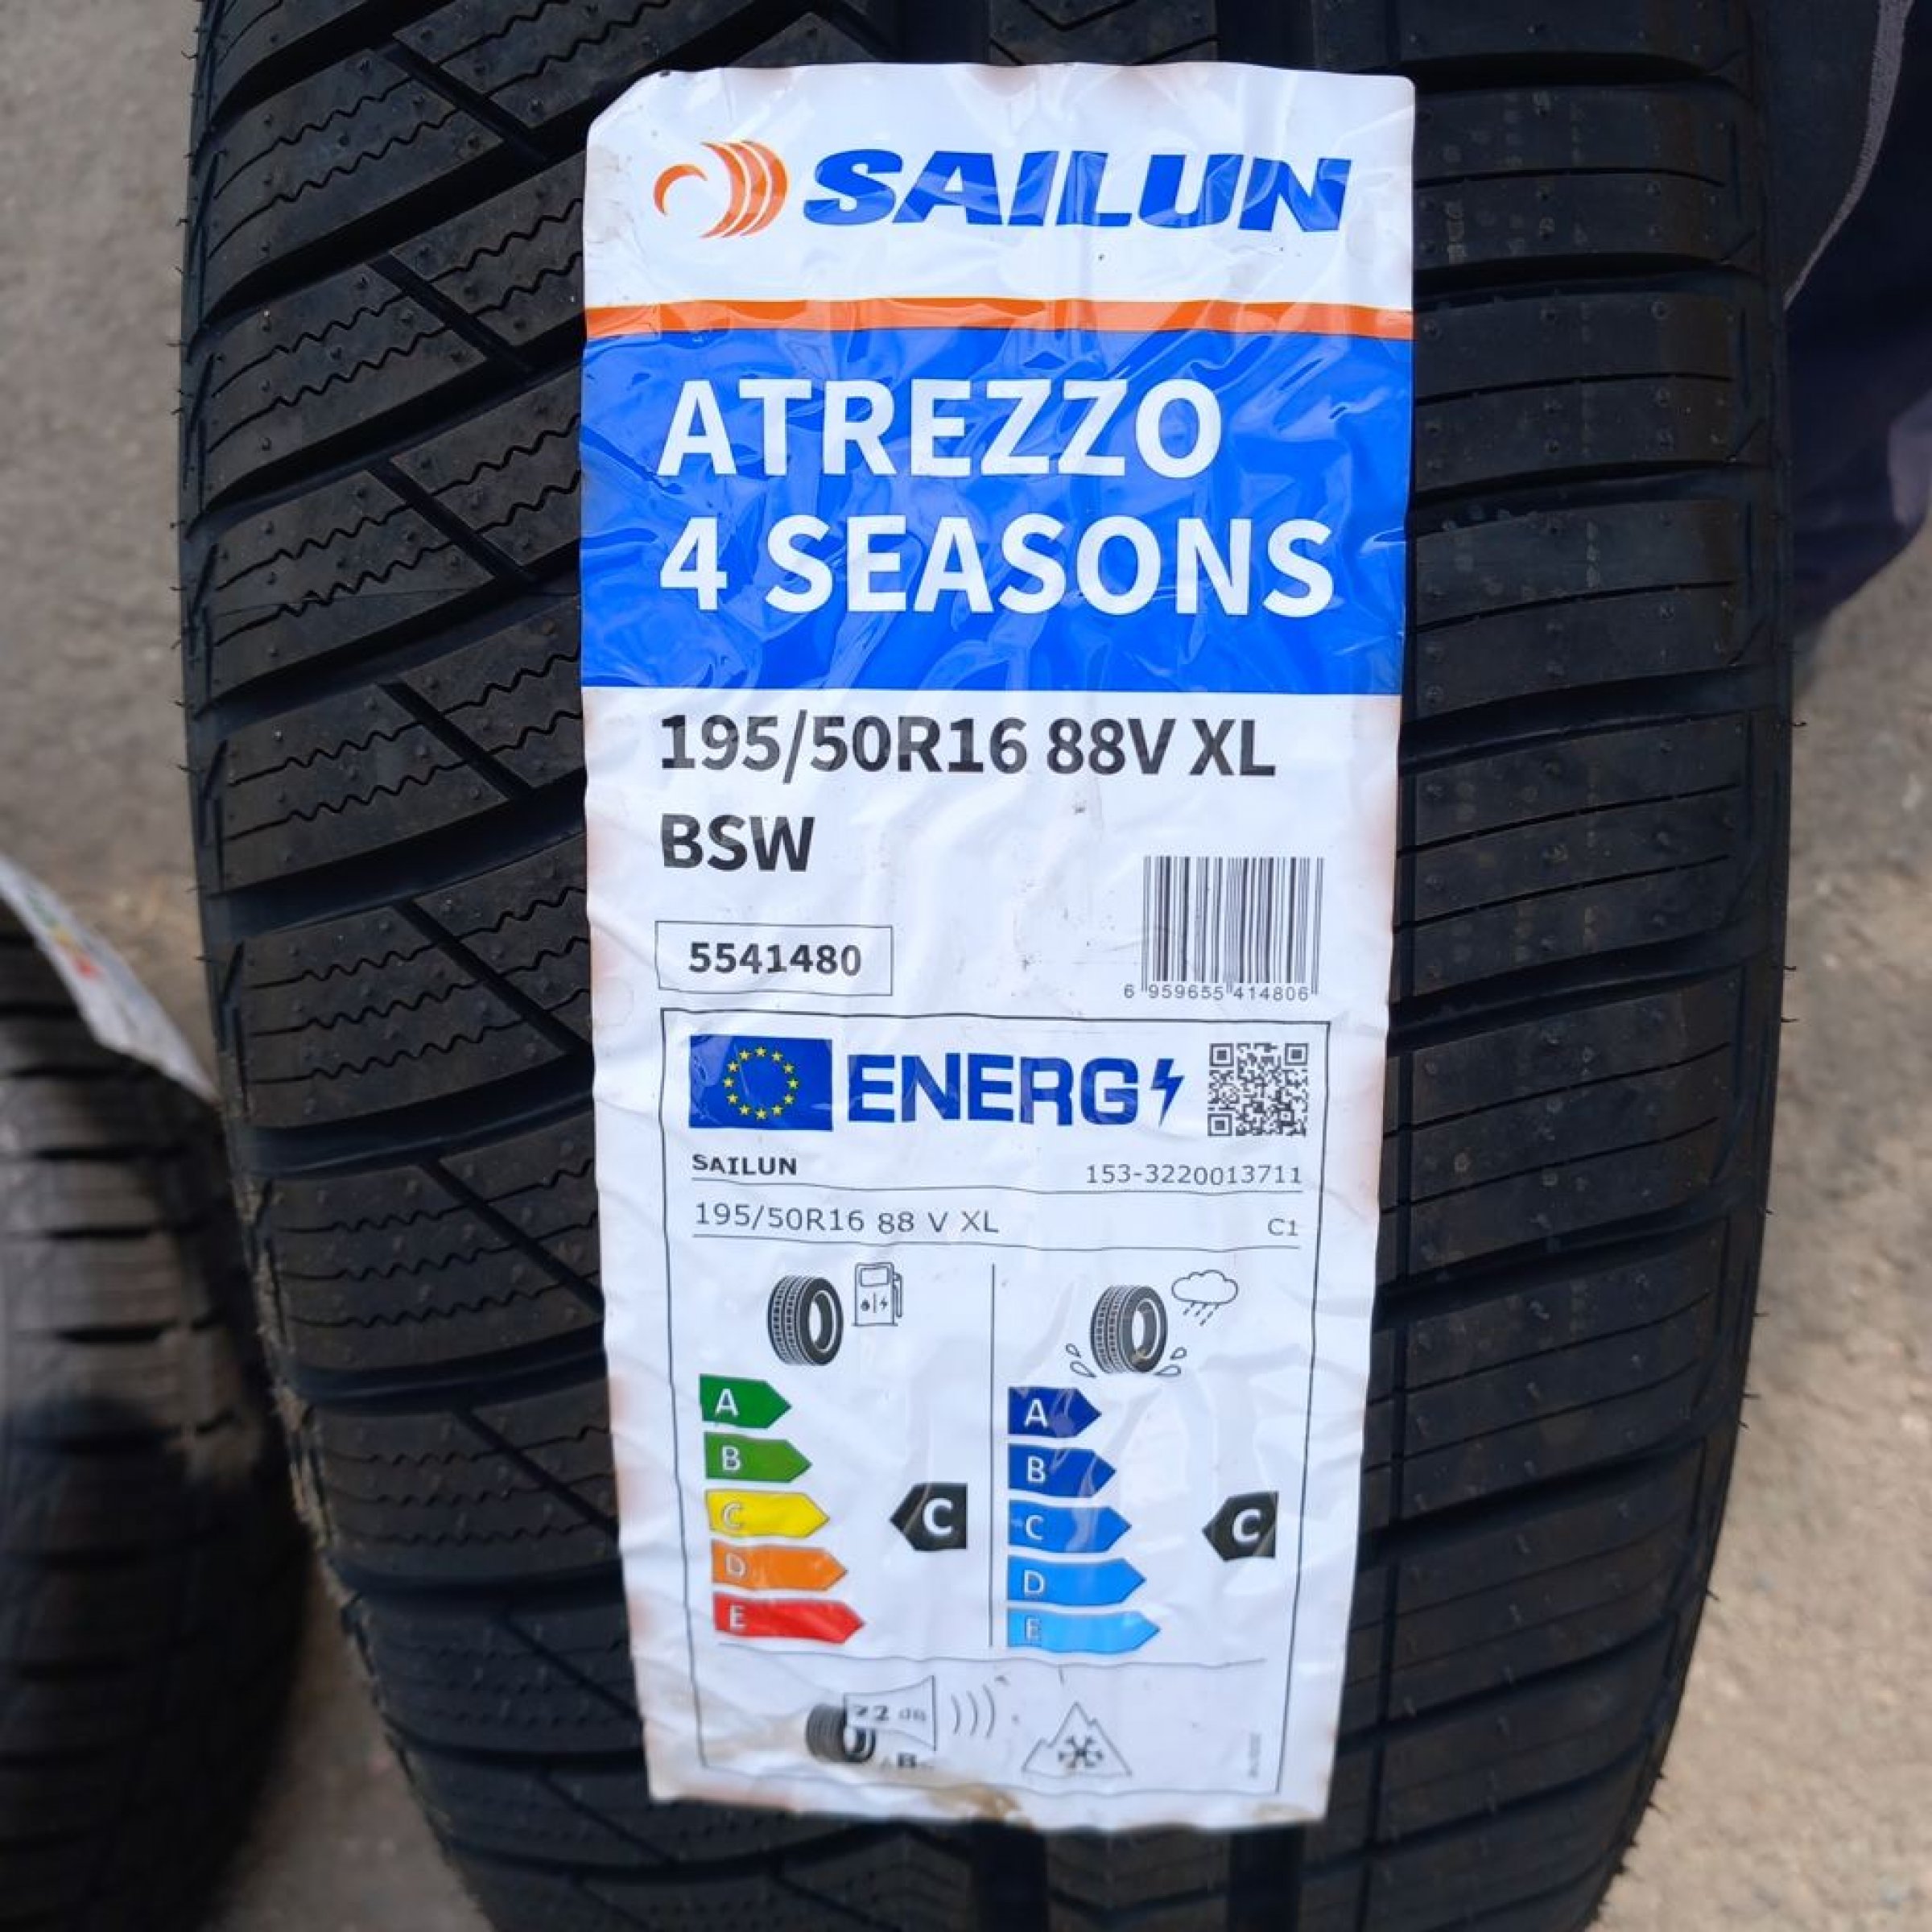 SAILUN
ATREZZO
4 SEASONS
195/50R16 88V XL
BSW
5541480
6 959655 414806
ENERG
SAILUN
153-3220013711
195/50R16 88 V XL
C1
A
B
C
D
E
C
A
B
C
D
E
C
72 dB
B